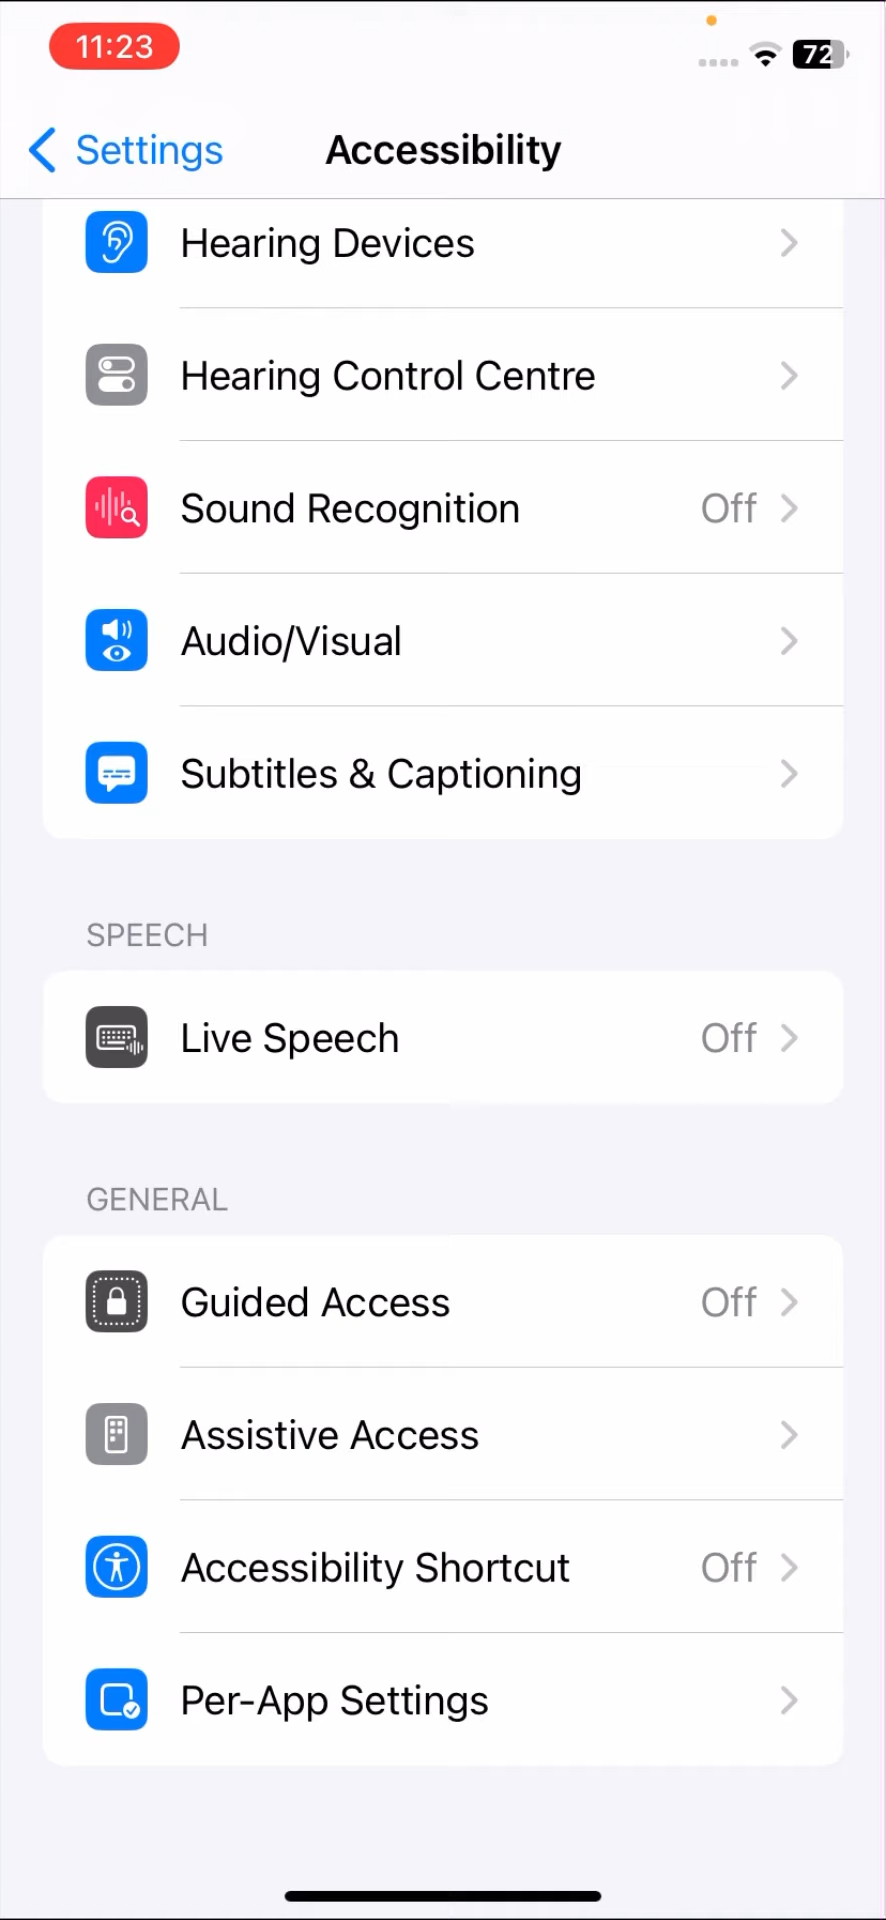 11:23
72
Settings
Accessibility
Hearing Devices
Hearing Control Centre
Sound Recognition Off
Audio/Visual
Subtitles & Captioning
SPEECH
Live Speech Off
GENERAL
Guided Access Off
Assistive Access
Accessibility Shortcut Off
Per-App Settings